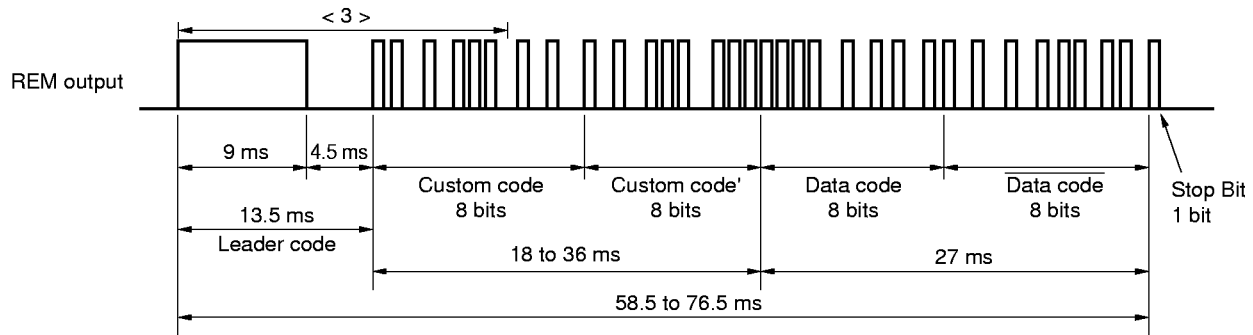 < 3 >
REM output
9 ms
4.5 ms
Custom code
8 bits
Custom code'
8 bits
Data code
8 bits
Data code
8 bits
Stop Bit
1 bit
13.5 ms
Leader code
18 to 36 ms
27 ms
58.5 to 76.5 ms